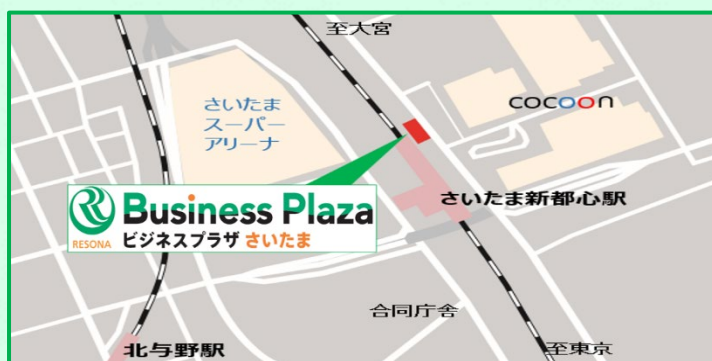 至大宮
さいたま
スーパー
アリーナ
cocoon
さいたま新都心駅
RESONA
Business Plaza
ビジネスプラザ さいたま
合同庁舎
北与野駅
至東京